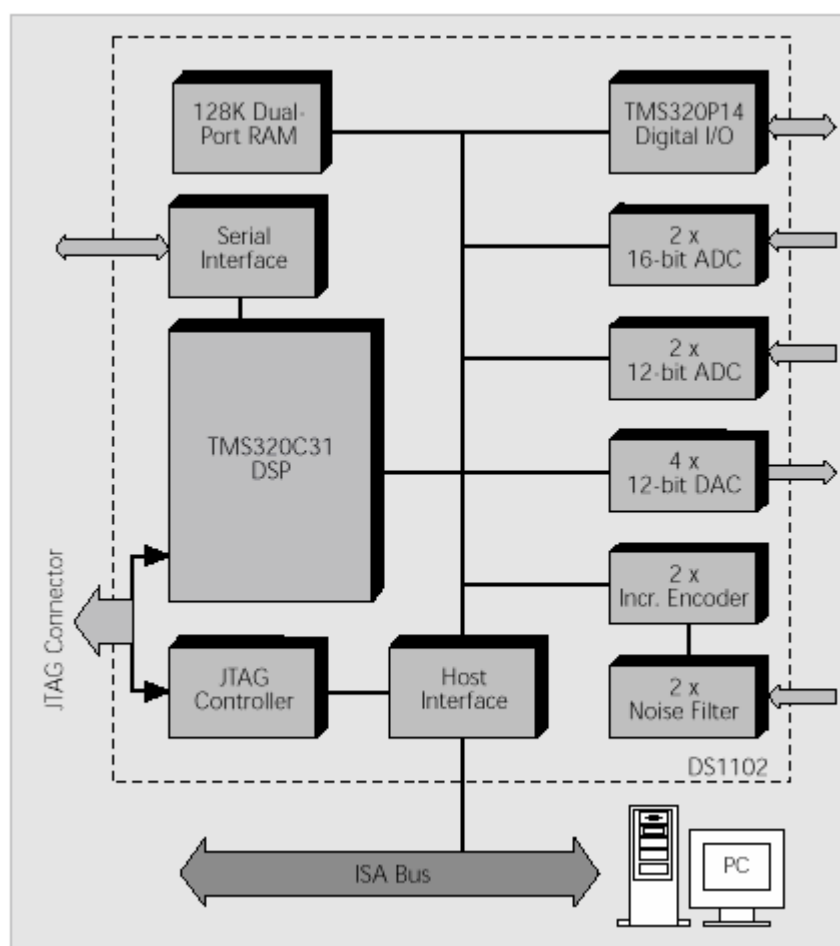 128K Dual-
Port RAM
TMS320P14
Digital I/O
Serial
Interface
2 x
16-bit ADC
2 x
12-bit ADC
TMS320C31
DSP
4 x
12-bit DAC
JTAG Connector
2 x
Incr. Encoder
JTAG
Controller
Host
Interface
2 x
Noise Filter
DS1102
ISA Bus
PC